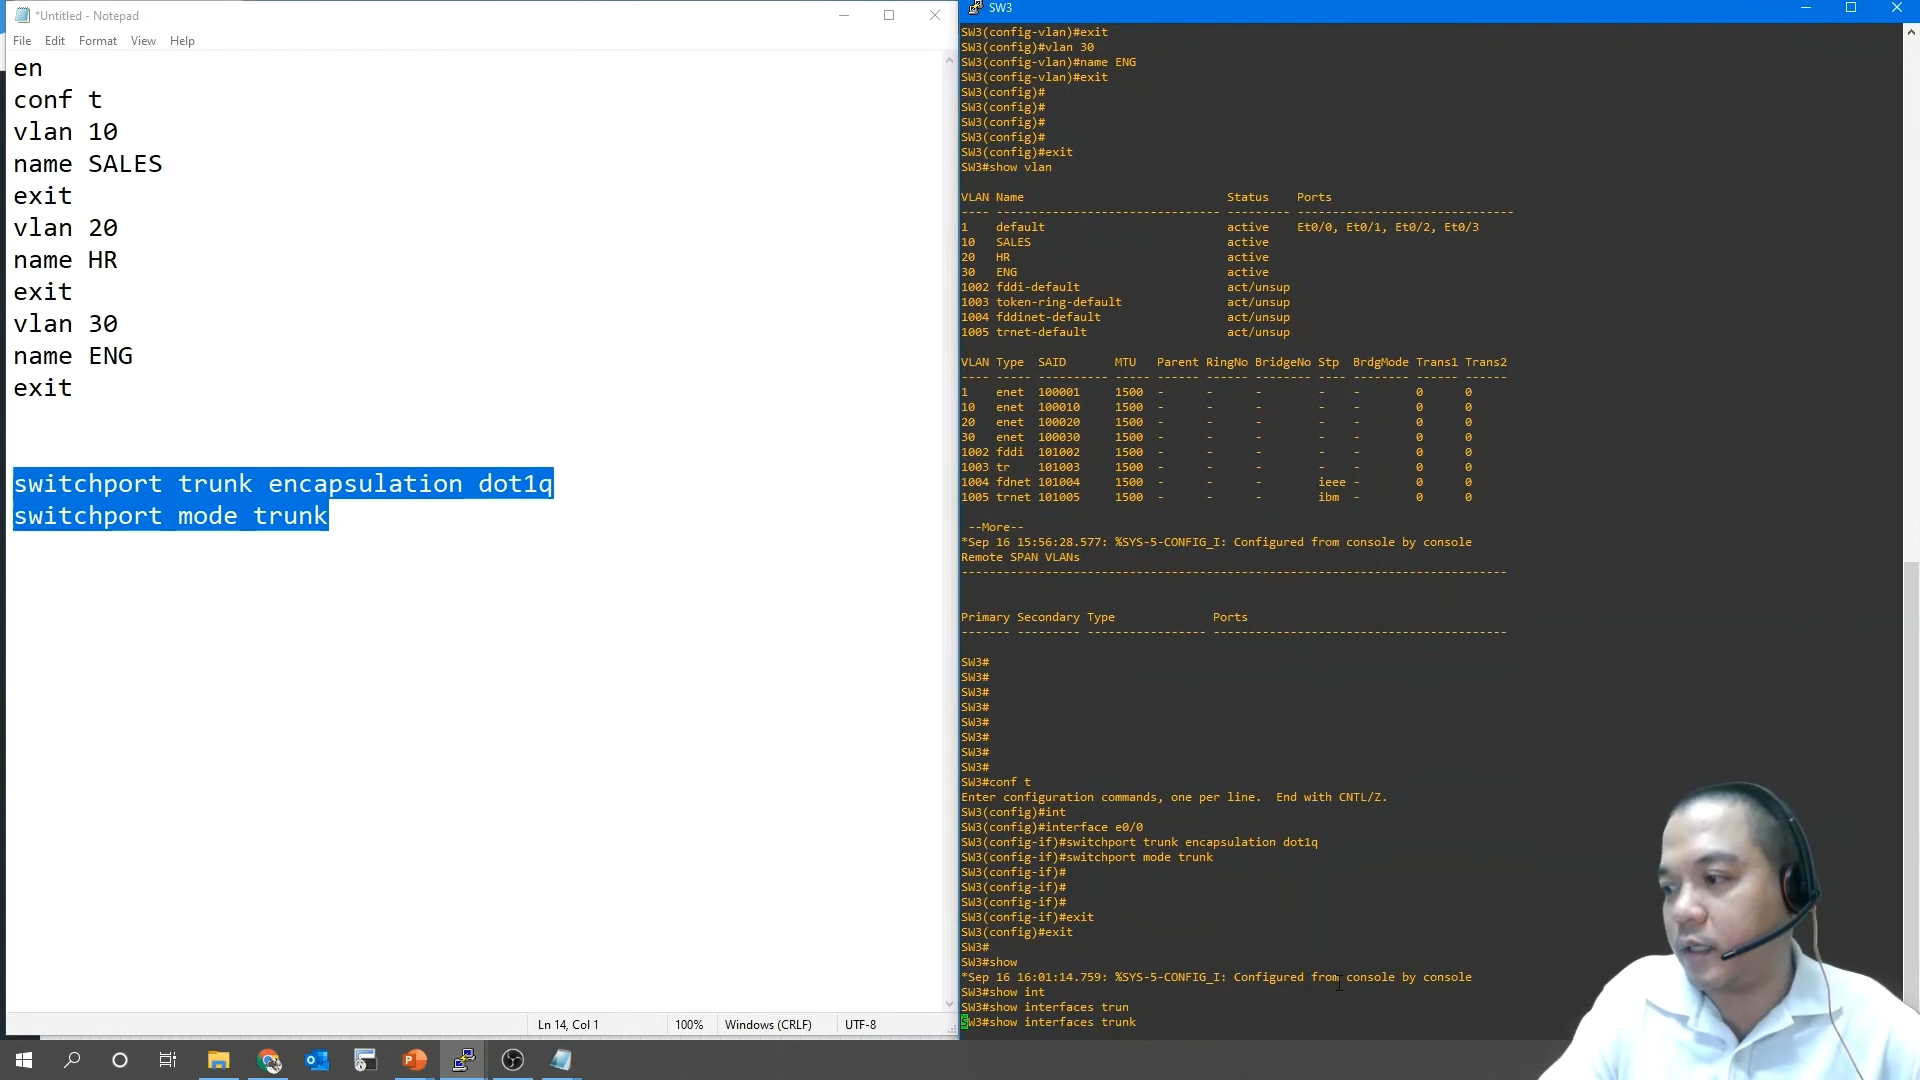 *Untitled - Notepad
File Edit Format View Help
en
conf t
vlan 10
name SALES
exit
vlan 20
name HR
exit
vlan 30
name ENG
exit
switchport trunk encapsulation dot1q
switchport mode trunk
Ln 14, Col 1 100% Windows (CRLF) UTF-8
SW3
SW3(config-vlan)#exit
SW3(config)#vlan 30
SW3(config-vlan)#name ENG
SW3(config-vlan)#exit
SW3(config)#
SW3(config)#
SW3(config)#
SW3(config)#
SW3(config)#exit
SW3#show vlan
VLAN Name Status Ports
---- -------------------------------- --------- -------------------------------
1 default active Et0/0, Et0/1, Et0/2, Et0/3
10 SALES active
20 HR active
30 ENG active
1002 fddi-default act/unsup
1003 token-ring-default act/unsup
1004 fddinet-default act/unsup
1005 trnet-default act/unsup
VLAN Type SAID MTU Parent RingNo BridgeNo Stp BrdgMode Trans1 Trans2
---- ----- ---------- ----- ------ ------ -------- ---- -------- ------ ------
1 enet 100001 1500 - - - - - 0 0
10 enet 100010 1500 - - - - - 0 0
20 enet 100020 1500 - - - - - 0 0
30 enet 100030 1500 - - - - - 0 0
1002 fddi 101002 1500 - - - - - 0 0
1003 tr 101003 1500 - - - - - 0 0
1004 fdnet 101004 1500 - - - ieee - 0 0
1005 trnet 101005 1500 - - - ibm - 0 0
--More--
*Sep 16 15:56:28.577: %SYS-5-CONFIG_I: Configured from console by console
Remote SPAN VLANs
------------------------------------------------------------------------------
Primary Secondary Type Ports
------- --------- ----------------- ------------------------------------------
SW3#
SW3#
SW3#
SW3#
SW3#
SW3#
SW3#
SW3#
SW3#conf t
Enter configuration commands, one per line. End with CNTL/Z.
SW3(config)#int
SW3(config)#interface e0/0
SW3(config-if)#switchport trunk encapsulation dot1q
SW3(config-if)#switchport mode trunk
SW3(config-if)#
SW3(config-if)#
SW3(config-if)#
SW3(config-if)#exit
SW3(config)#exit
SW3#
SW3#show
*Sep 16 16:01:14.759: %SYS-5-CONFIG_I: Configured from console by console
SW3#show int
SW3#show interfaces trun
SW3#show interfaces trunk